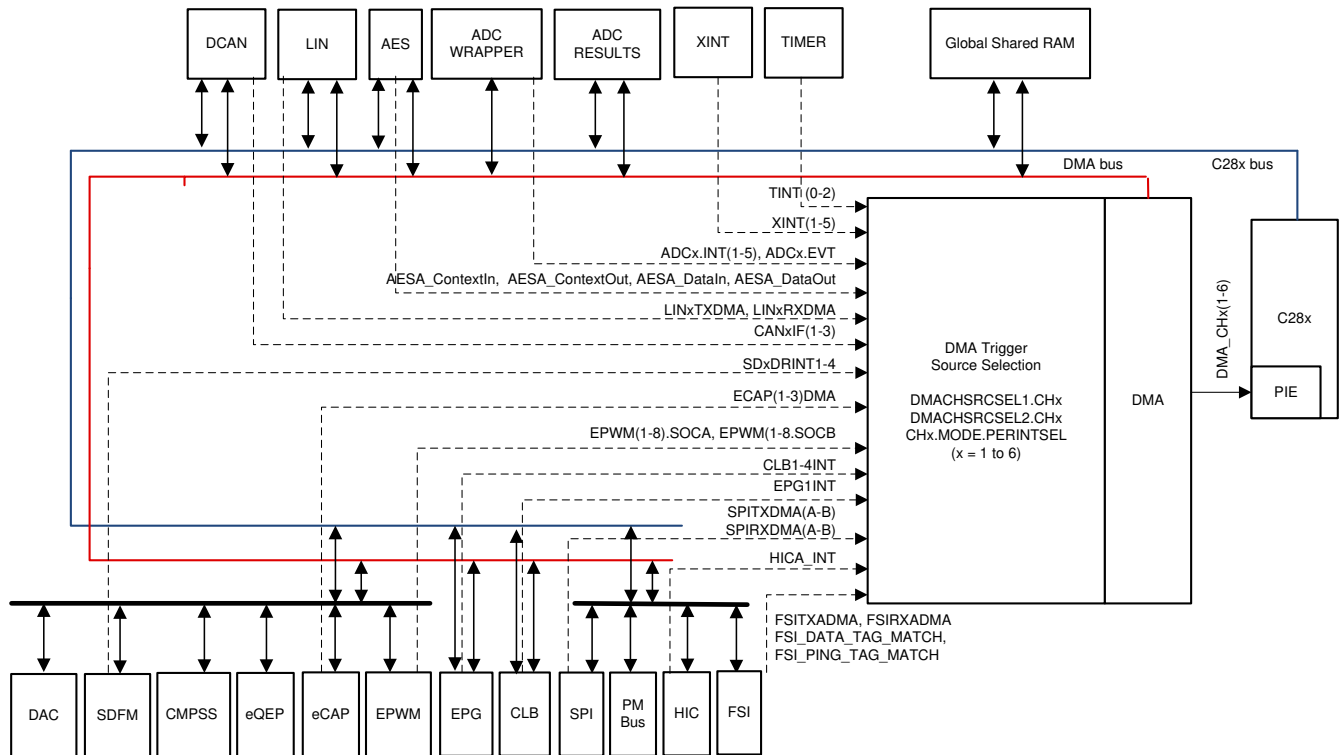 DCAN
LIN
AES
ADC
WRAPPER
ADC
RESULTS
XINT
TIMER
Global Shared RAM
DMA bus
C28x bus
TINT (0-2)
XINT(1-5)
ADCx.INT(1-5), ADCx.EVT
AESA_ContextIn, AESA_ContextOut, AESA_DataIn, AESA_DataOut
LINxTXDMA, LINxRXDMA
CANxIF(1-3)
SDxDRINT1-4
ECAP(1-3)DMA
EPWM(1-8).SOCA, EPWM(1-8.SOCB
CLB1-4INT
EPG1INT
SPITXDMA(A-B)
SPIRXDMA(A-B)
HICA_INT
FSITXADMA, FSIRXADMA
FSI_DATA_TAG_MATCH,
FSI_PING_TAG_MATCH
DMA Trigger
Source Selection
DMACHSRCSEL1.CHx
DMACHSRCSEL2.CHx
CHx.MODE.PERINTSEL
(x = 1 to 6)
DMA
DMA_CHx(1-6)
C28x
PIE
DAC
SDFM
CMPSS
eQEP
eCAP
EPWM
EPG
CLB
SPI
PM
Bus
HIC
FSI